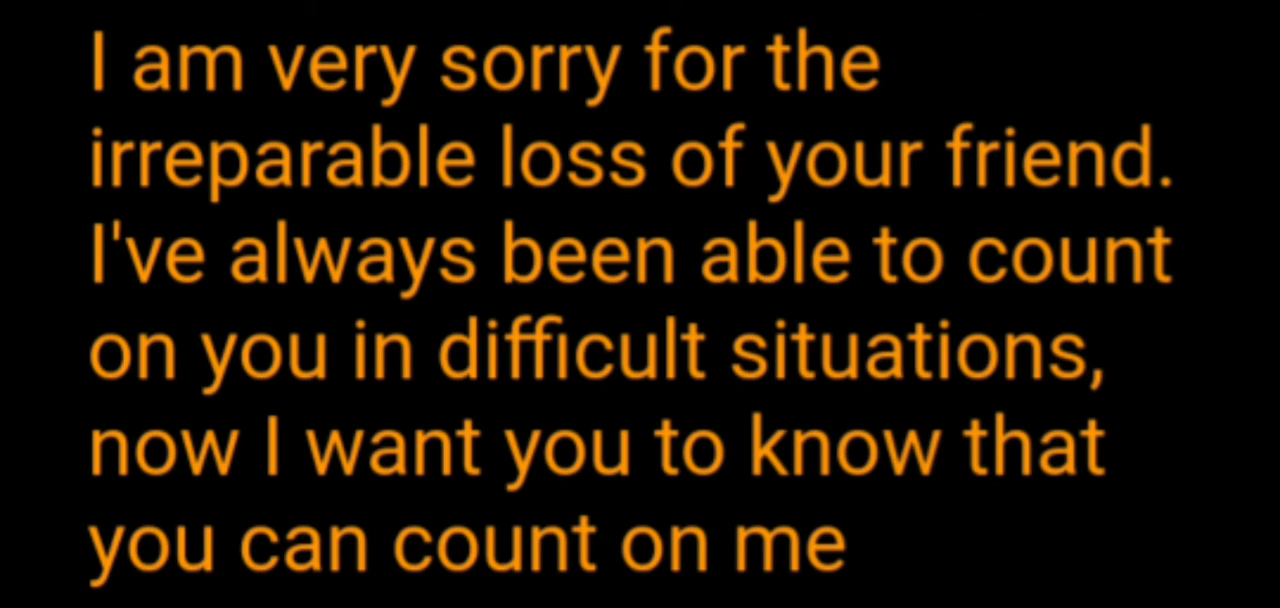 I am very sorry for the
irreparable loss of your friend.
I've always been able to count
on you in difficult situations,
now I want you to know that
you can count on me